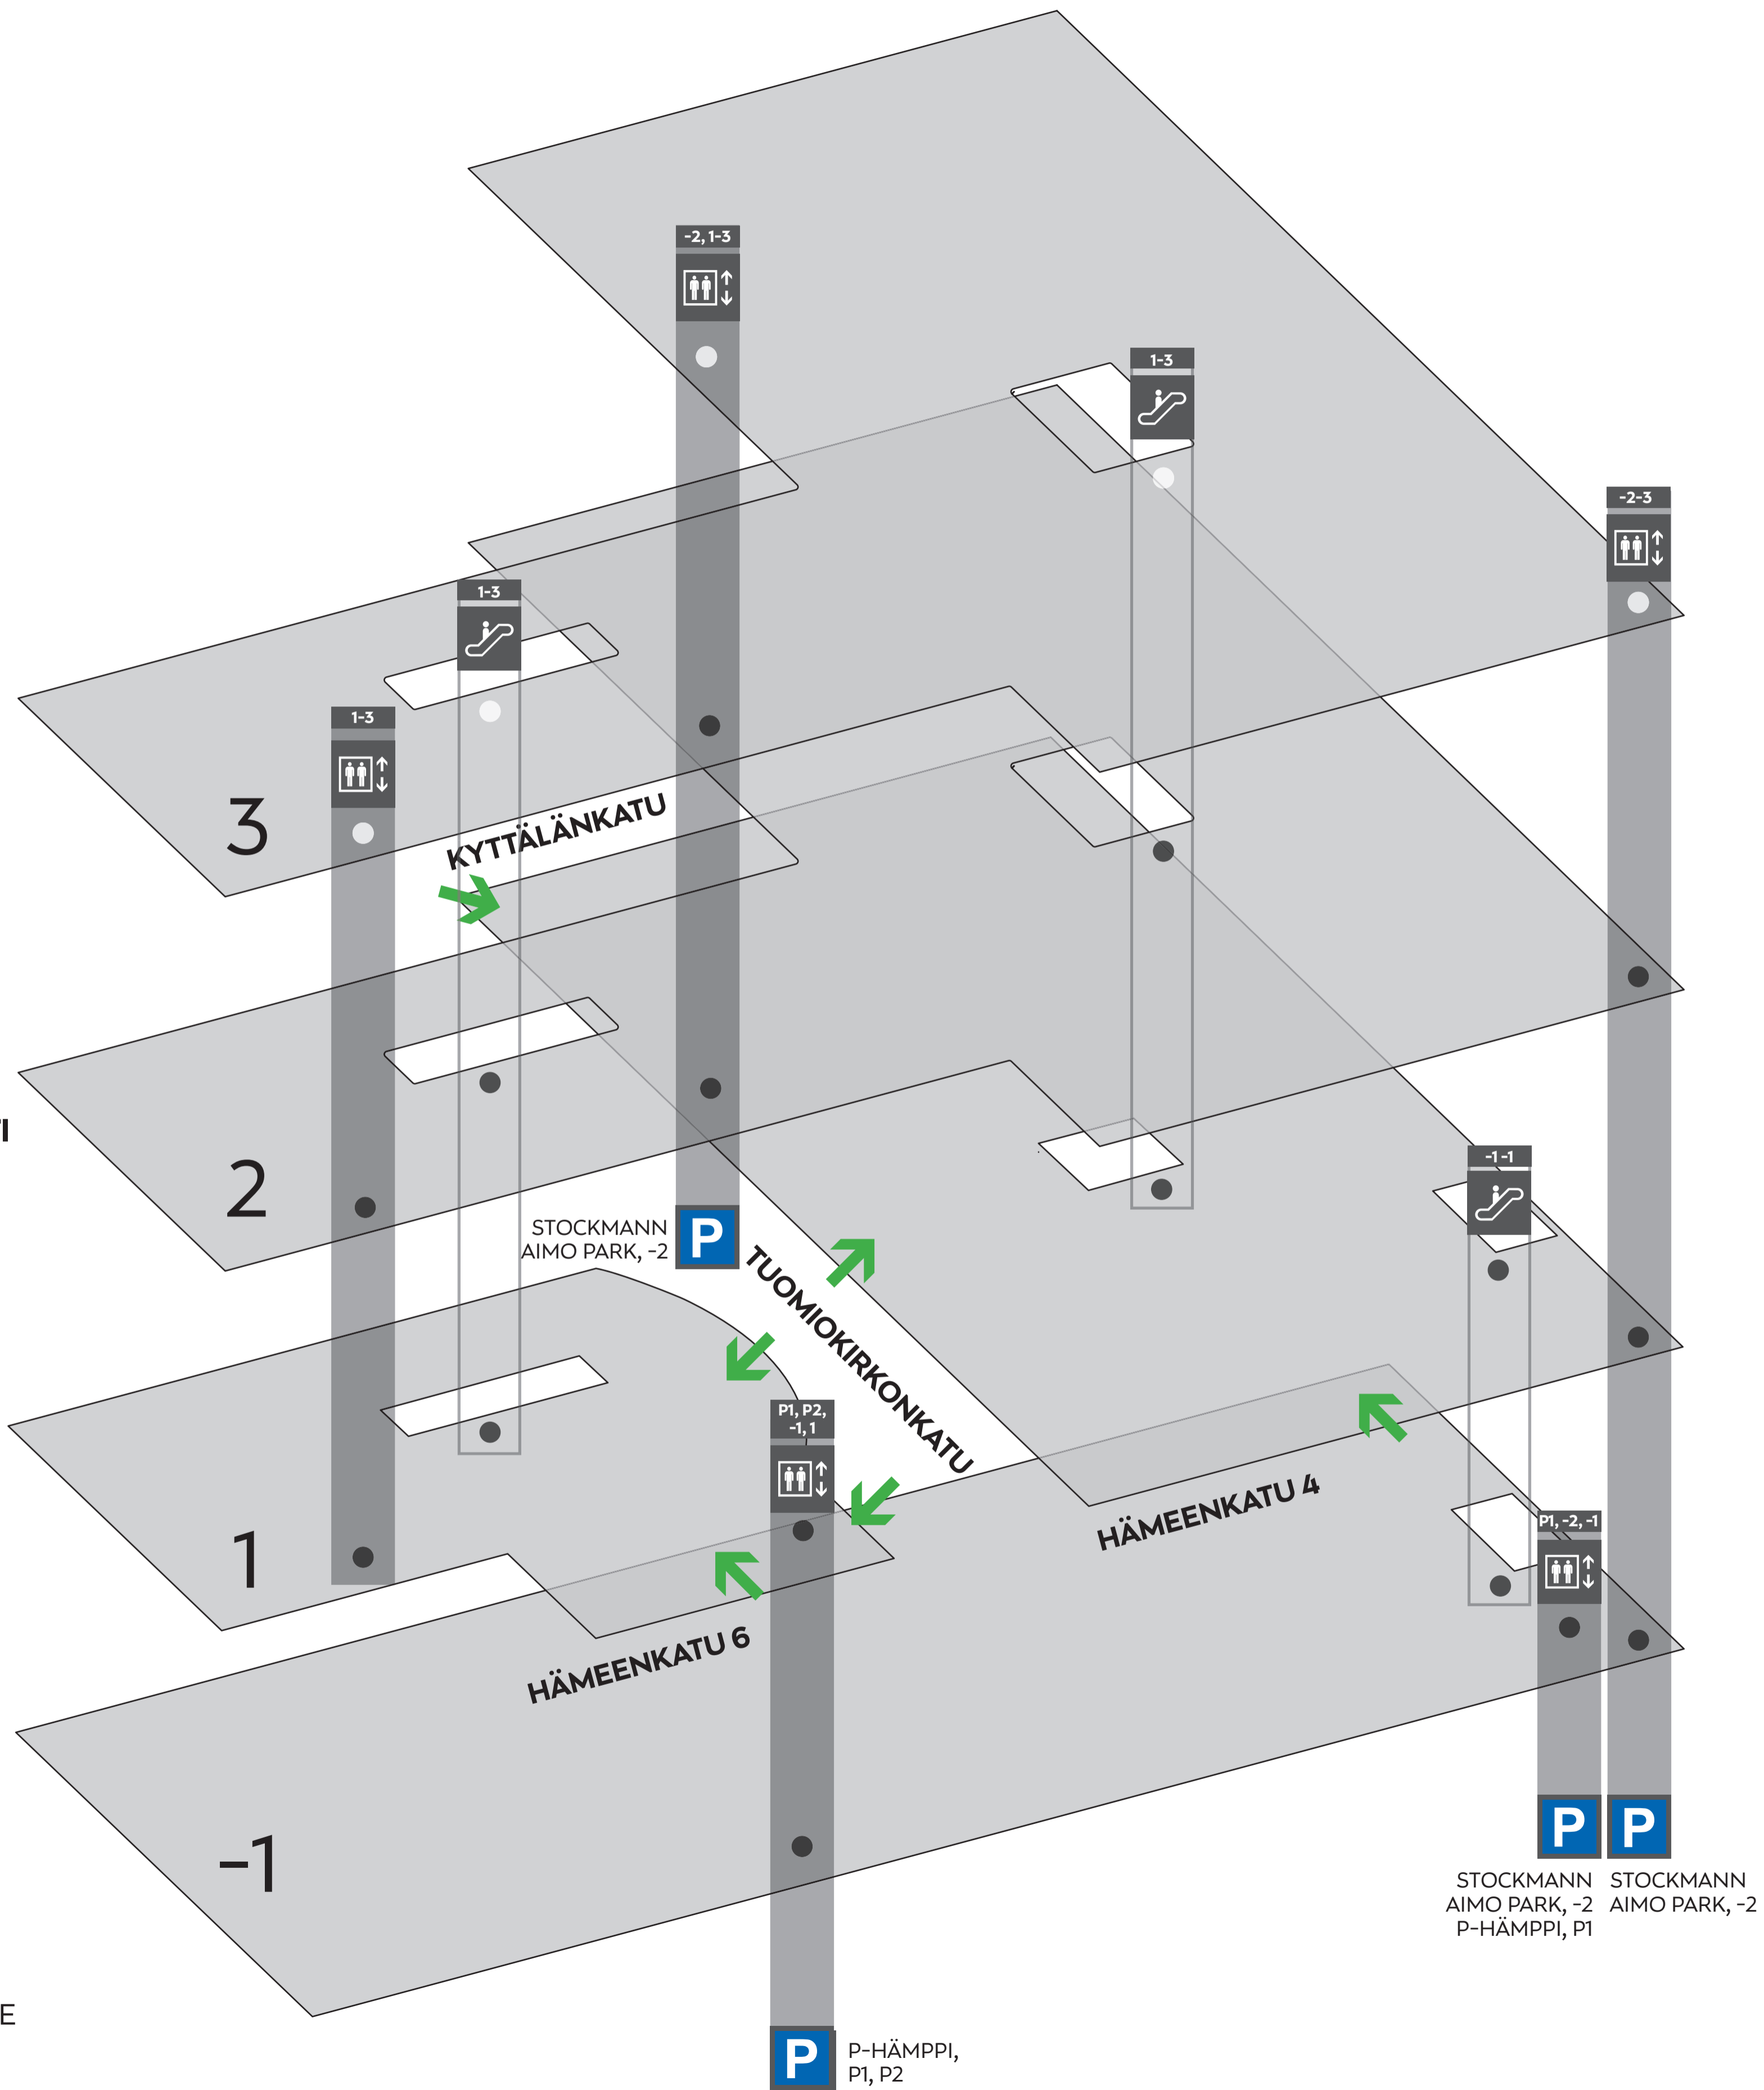 -2, 1-3
1-3
-2-3
1-3
1-3
3
KYTTÄLÄNKATU
-1 -1
2
STOCKMANN
AIMO PARK, -2
P
TUOMIOKIRKONKATU
P1, P2,
-1, 1
HÄMEENKATU 4
P1, -2, -1
1
HÄMEENKATU 6
-1
P
P
STOCKMANN
AIMO PARK, -2
P-HÄMPPI, P1
STOCKMANN
AIMO PARK, -2
E
P
P-HÄMPPI,
P1, P2